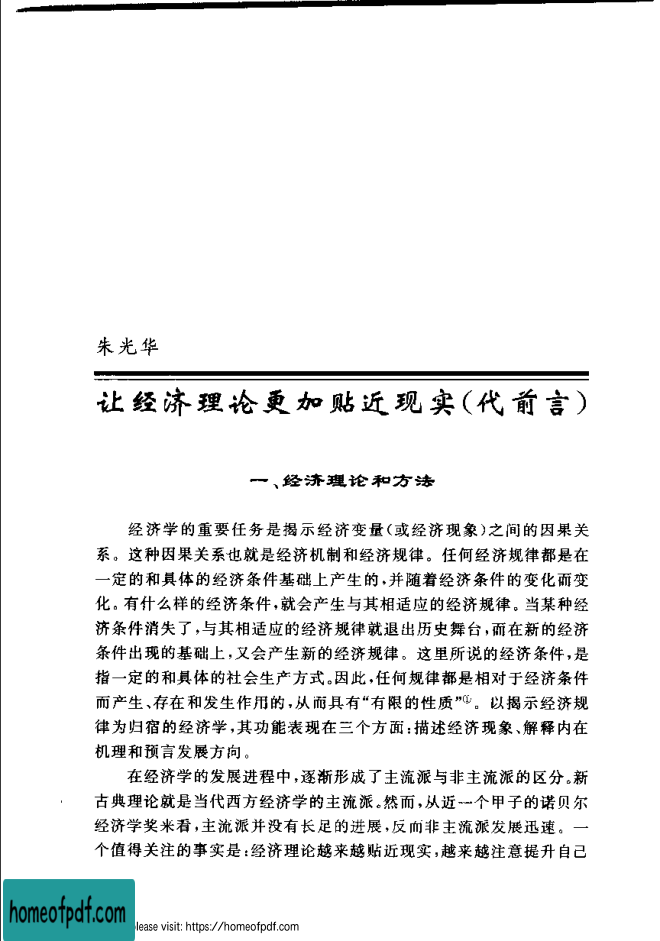 朱光华
让经济理论更加贴近现实(代前言)
一、经济理论和方法
经济学的重要任务是揭示经济变量(或经济现象)之间的因果关
系。这种因果关系也就是经济机制和经济规律。任何经济规律都是在
一定的和具体的经济条件基础上产生的,并随着经济条件的变化而变
化。有什么样的经济条件,就会产生与其相适应的经济规律。当某种经
济条件消失了,与其相适应的经济规律就退出历史舞台,而在新的经济
条件出现的基础上,又会产生新的经济规律。这里所说的经济条件,是
指一定的和具体的社会生产方式。因此,任何规律都是相对于经济条件
而产生、存在和发生作用的,从而具有“有限的性质”①。以揭示经济规
律为归宿的经济学,其功能表现在三个方面:描述经济现象、解释内在
机理和预言发展方向。
在经济学的发展进程中,逐渐形成了主流派与非主流派的区分。新
古典理论就是当代西方经济学的主流派。然而,从近一个甲子的诺贝尔
经济学奖来看,主流派并没有长足的进展,反而非主流派发展迅速。一
个值得关注的事实是:经济理论越来越贴近现实,越来越注意提升自己
homeofpdf.com
lease visit: https://homeofpdf.com